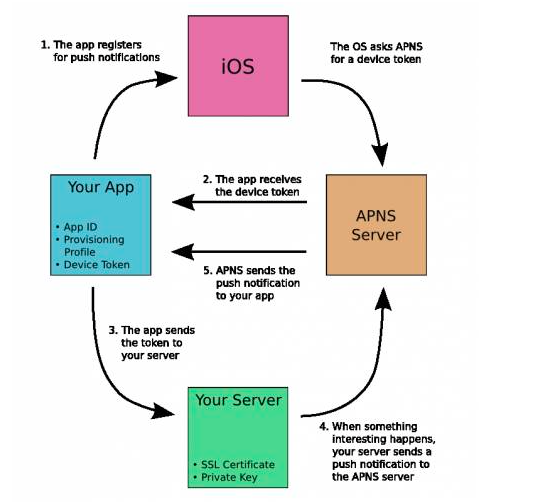 1. The app registers
for push notifications
iOS
The OS asks APNS
for a device token
Your App
• App ID
• Provisioning
Profile
• Device Token
2. The app receives
the device token
APNS
Server
5. APNS sends the
push notification
to your app
3. The app sends
the token to
your server
Your Server
• SSL Certificate
• Private Key
4. When something
interesting happens,
your server sends a
push notification to
the APNS server